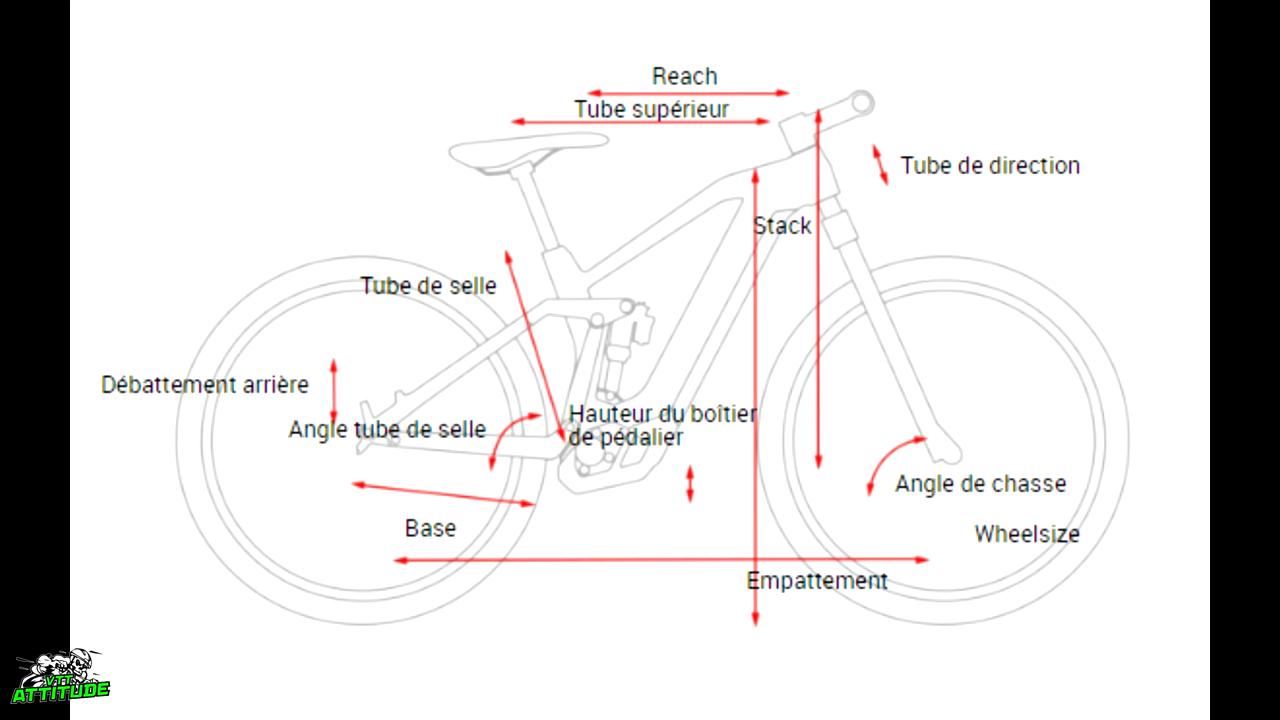 Reach
Tube supérieur
Tube de direction
Stack
Tube de selle
Débattement arrière
Hauteur du boîtier
de pédalier
Angle tube de selle
Angle de chasse
Base
Wheelsize
Empattement
VTT
ATTITUDE